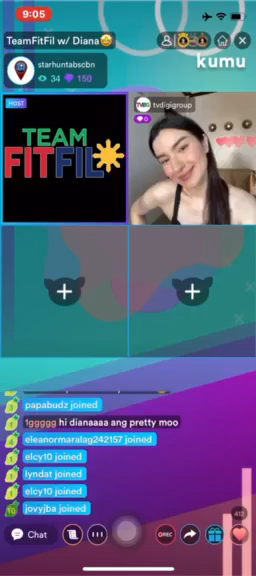 9:05
TeamFitFil w/ Diana🤩
starhuntabscbn
34 150
kumu
HOST
TEAM
FITFIL
TVDG
tvdigigroup
0
papabudz joined
1ggggg hi dianaaaa ang pretty moo
eleanormaralag242157 joined
elcy10 joined
lyndat joined
elcy10 joined
jovyjba joined
412
Chat
REC